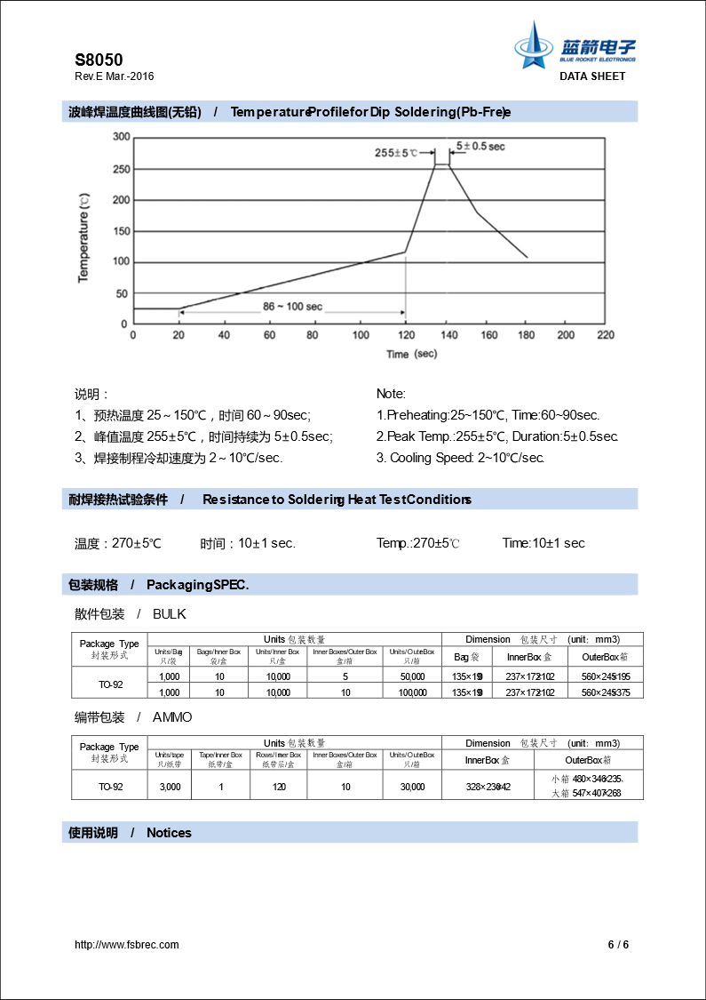 S8050
Rev.E Mar.-2016
蓝箭电子
BLUE ROCKET ELECTRONICS
DATA SHEET
波峰焊温度曲线图(无铅) / Temperature Profile for Dip Soldering(Pb-Free)
300
250
200
150
100
50
0
Temperature (℃)
255±5℃
5±0.5 sec
86 ~ 100 sec
0 20 40 60 80 100 120 140 160 180 200 220
Time (sec)
说明：
1、预热温度 25～150℃，时间 60～90sec;
2、峰值温度 255±5℃，时间持续为 5±0.5sec;
3、焊接制程冷却速度为 2～10℃/sec.
Note:
1.Preheating:25~150℃, Time:60~90sec.
2.Peak Temp.:255±5℃, Duration:5±0.5sec.
3. Cooling Speed: 2~10℃/sec.
耐焊接热试验条件 / Resistance to Soldering Heat Test Conditions
温度：270±5℃ 时间：10±1 sec. Temp.:270±5℃ Time:10±1 sec
包装规格 / Packaging SPEC.
散件包装 / BULK
Package Type 封装形式 Units 包装数量 Dimension 包装尺寸 (unit：mm3)
Units/Bag 只/袋 Bags/Inner Box 袋/盒 Units/Inner Box 只/盒 Inner Boxes/Outer Box 盒/箱 Units/Outer Box 只/箱 Bag 袋 Inner Box 盒 Outer Box 箱
TO-92 1,000 10 10,000 5 50,000 135×190 237×172×102 560×245×195
1,000 10 10,000 10 100,000 135×190 237×172×102 560×245×375
编带包装 / AMMO
Package Type 封装形式 Units 包装数量 Dimension 包装尺寸 (unit：mm3)
Units/tape 只/纸带 Tape/Inner Box 纸带/盒 Rows/Inner Box 纸带层/盒 Inner Boxes/Outer Box 盒/箱 Units/Outer Box 只/箱 Inner Box 盒 Outer Box 箱
TO-92 3,000 1 120 10 30,000 328×230×42 小箱 480×346×235、
大箱 547×407×268
使用说明 / Notices
http://www.fsbrec.com
6 / 6